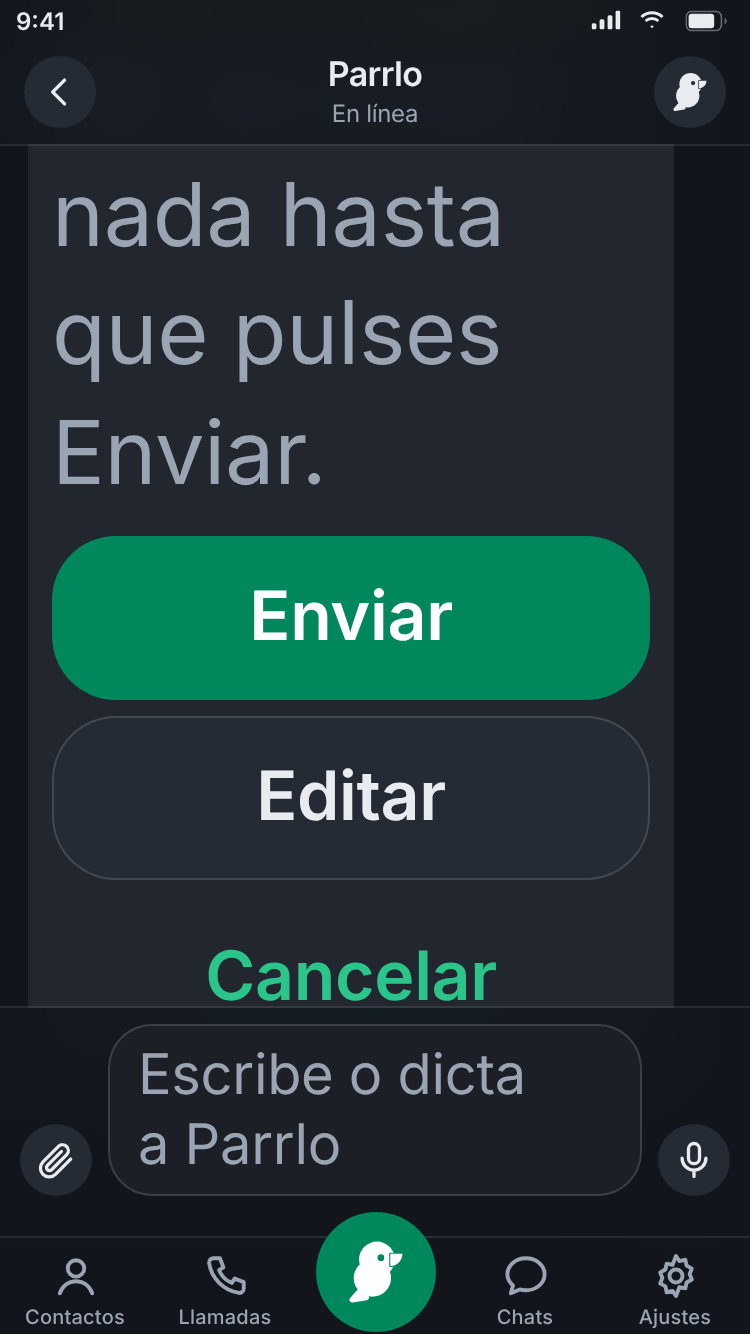 9:41
Parrlo
En línea
nada hasta
que pulses
Enviar.
Enviar
Editar
Cancelar
Escribe o dicta
a Parrlo
Contactos
Llamadas
Chats
Ajustes